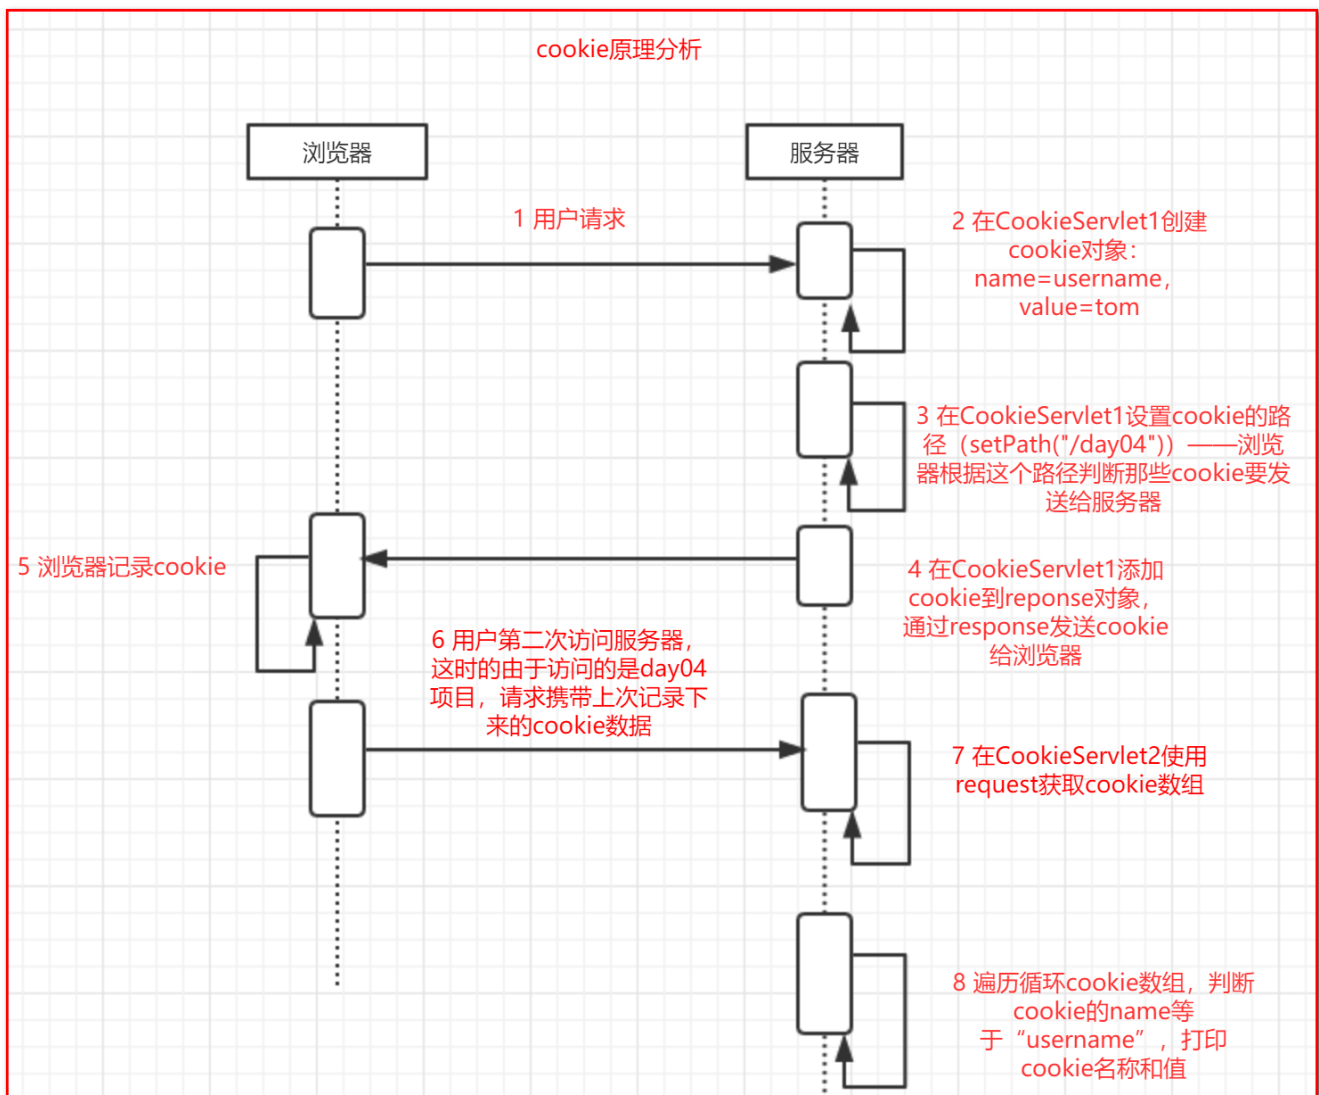 cookie原理分析
浏览器
服务器
1 用户请求
2 在CookieServlet1创建
cookie对象：
name=username，
value=tom
3 在CookieServlet1设置cookie的路
径（setPath("/day04"））——浏览
器根据这个路径判断那些cookie要发
送给服务器
4 在CookieServlet1添加
cookie到reponse对象，
通过response发送cookie
给浏览器
5 浏览器记录cookie
6 用户第二次访问服务器，
这时的由于访问的是day04
项目，请求携带上次记录下
来的cookie数据
7 在CookieServlet2使用
request获取cookie数组
8 遍历循环cookie数组，判断
cookie的name等
于“username”，打印
cookie名称和值